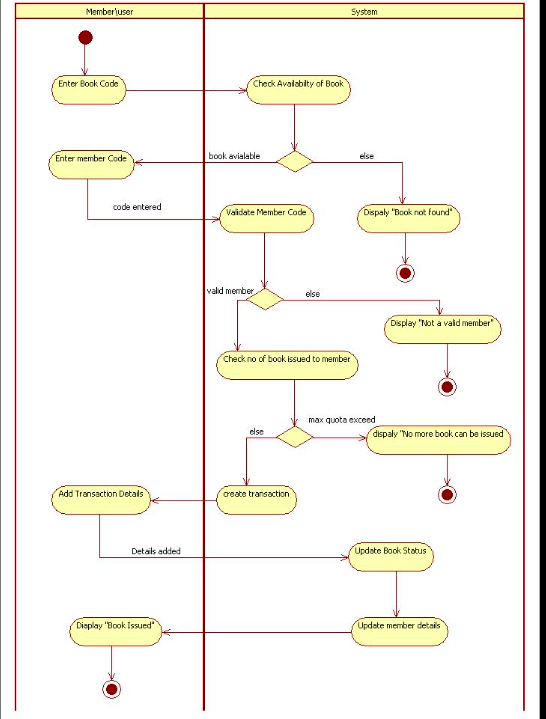 Member\user
System
Enter Book Code
Check Availabilty of Book
Enter member Code
book avialable
else
code entered
Validate Member Code
Dispaly "Book not found"
valid member
else
Display "Not a valid member"
Check no of book issued to member
max quota exceed
else
dispaly "No more book can be issued
Add Transaction Details
create transaction
Details added
Update Book Status
Diaplay "Book Issued"
Update member details